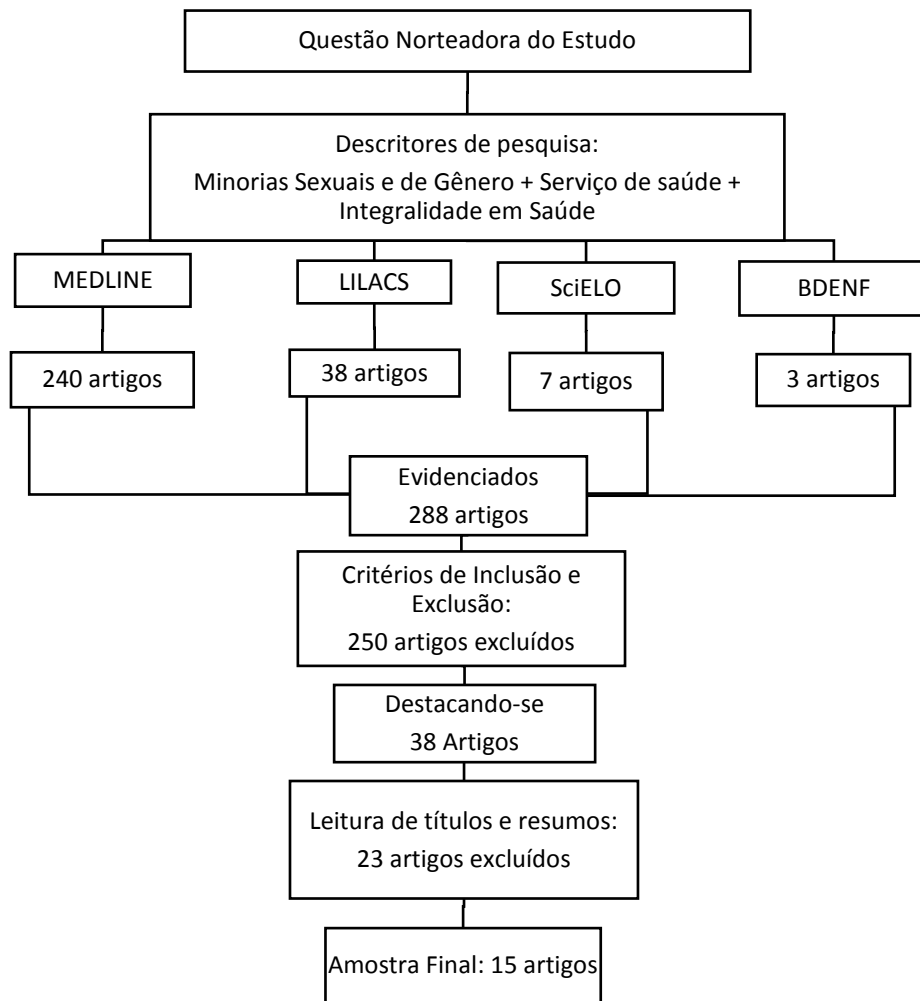 Questão Norteadora do Estudo
Descritores de pesquisa:
Minorias Sexuais e de Gênero + Serviço de saúde +
Integralidade em Saúde
MEDLINE
LILACS
SciELO
BDENF
240 artigos
38 artigos
7 artigos
3 artigos
Evidenciados
288 artigos
Critérios de Inclusão e
Exclusão:
250 artigos excluídos
Destacando-se
38 Artigos
Leitura de títulos e resumos:
23 artigos excluídos
Amostra Final: 15 artigos